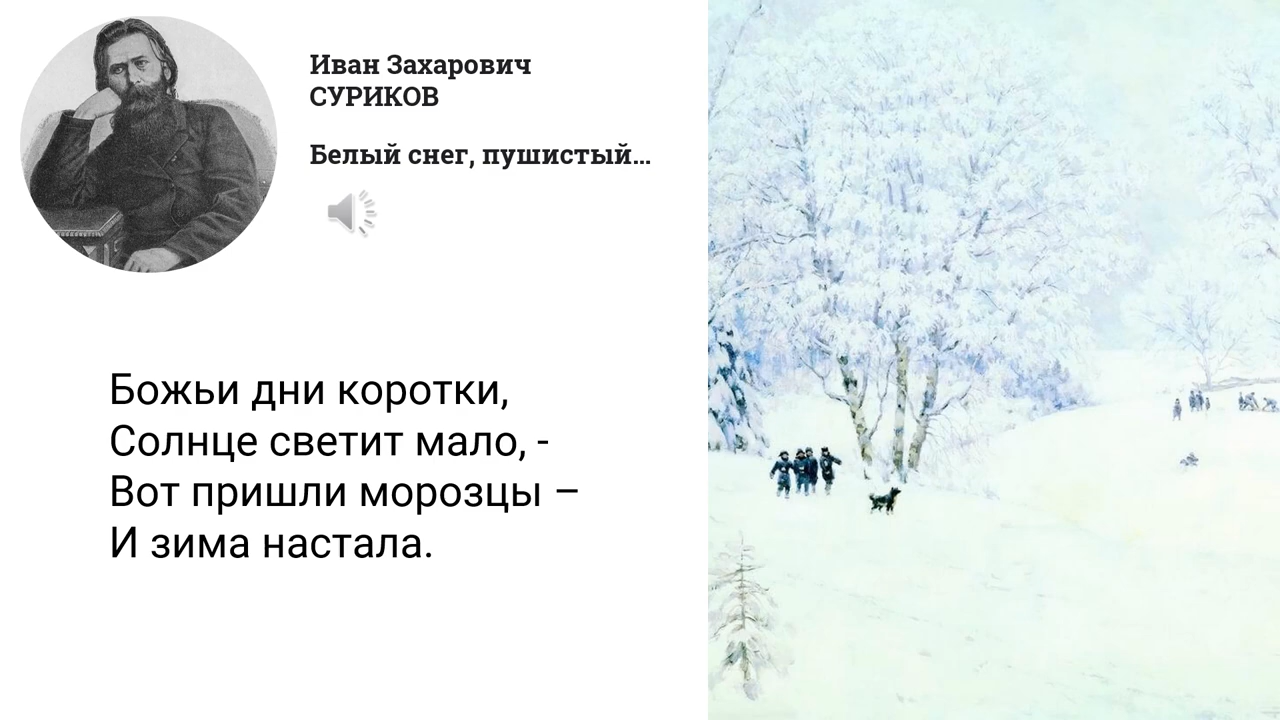 Иван Захарович
СУРИКОВ
Белый снег, пушистый...
Божьи дни коротки,
Солнце светит мало, -
Вот пришли морозцы –
И зима настала.